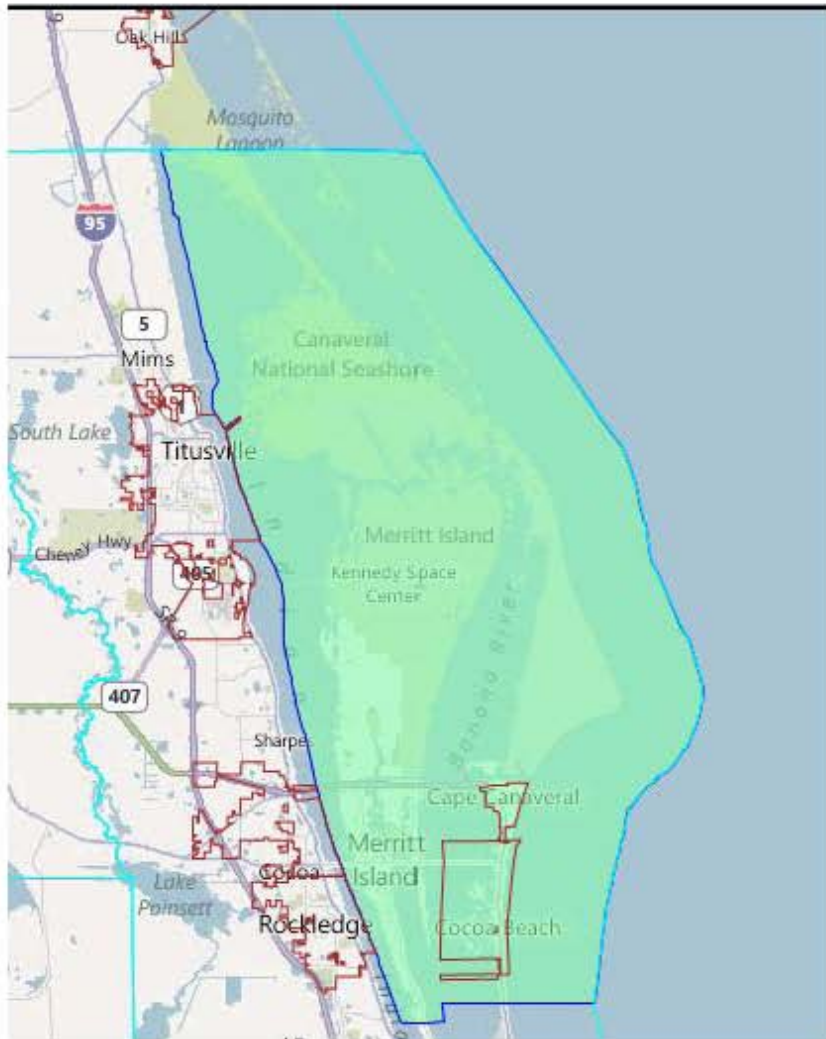 Oak Hill
Mosquito
Lagoon
95
5
Mims
Canaveral
National Seashore
South Lake
Titusville
Merritt Island
Cheney Hwy
405
Kennedy Space
Center
Banana River
407
Sharpes
Cape Canaveral
Merritt
Island
Cocoa
Lake
Poinsett
Rockledge
Cocoa Beach